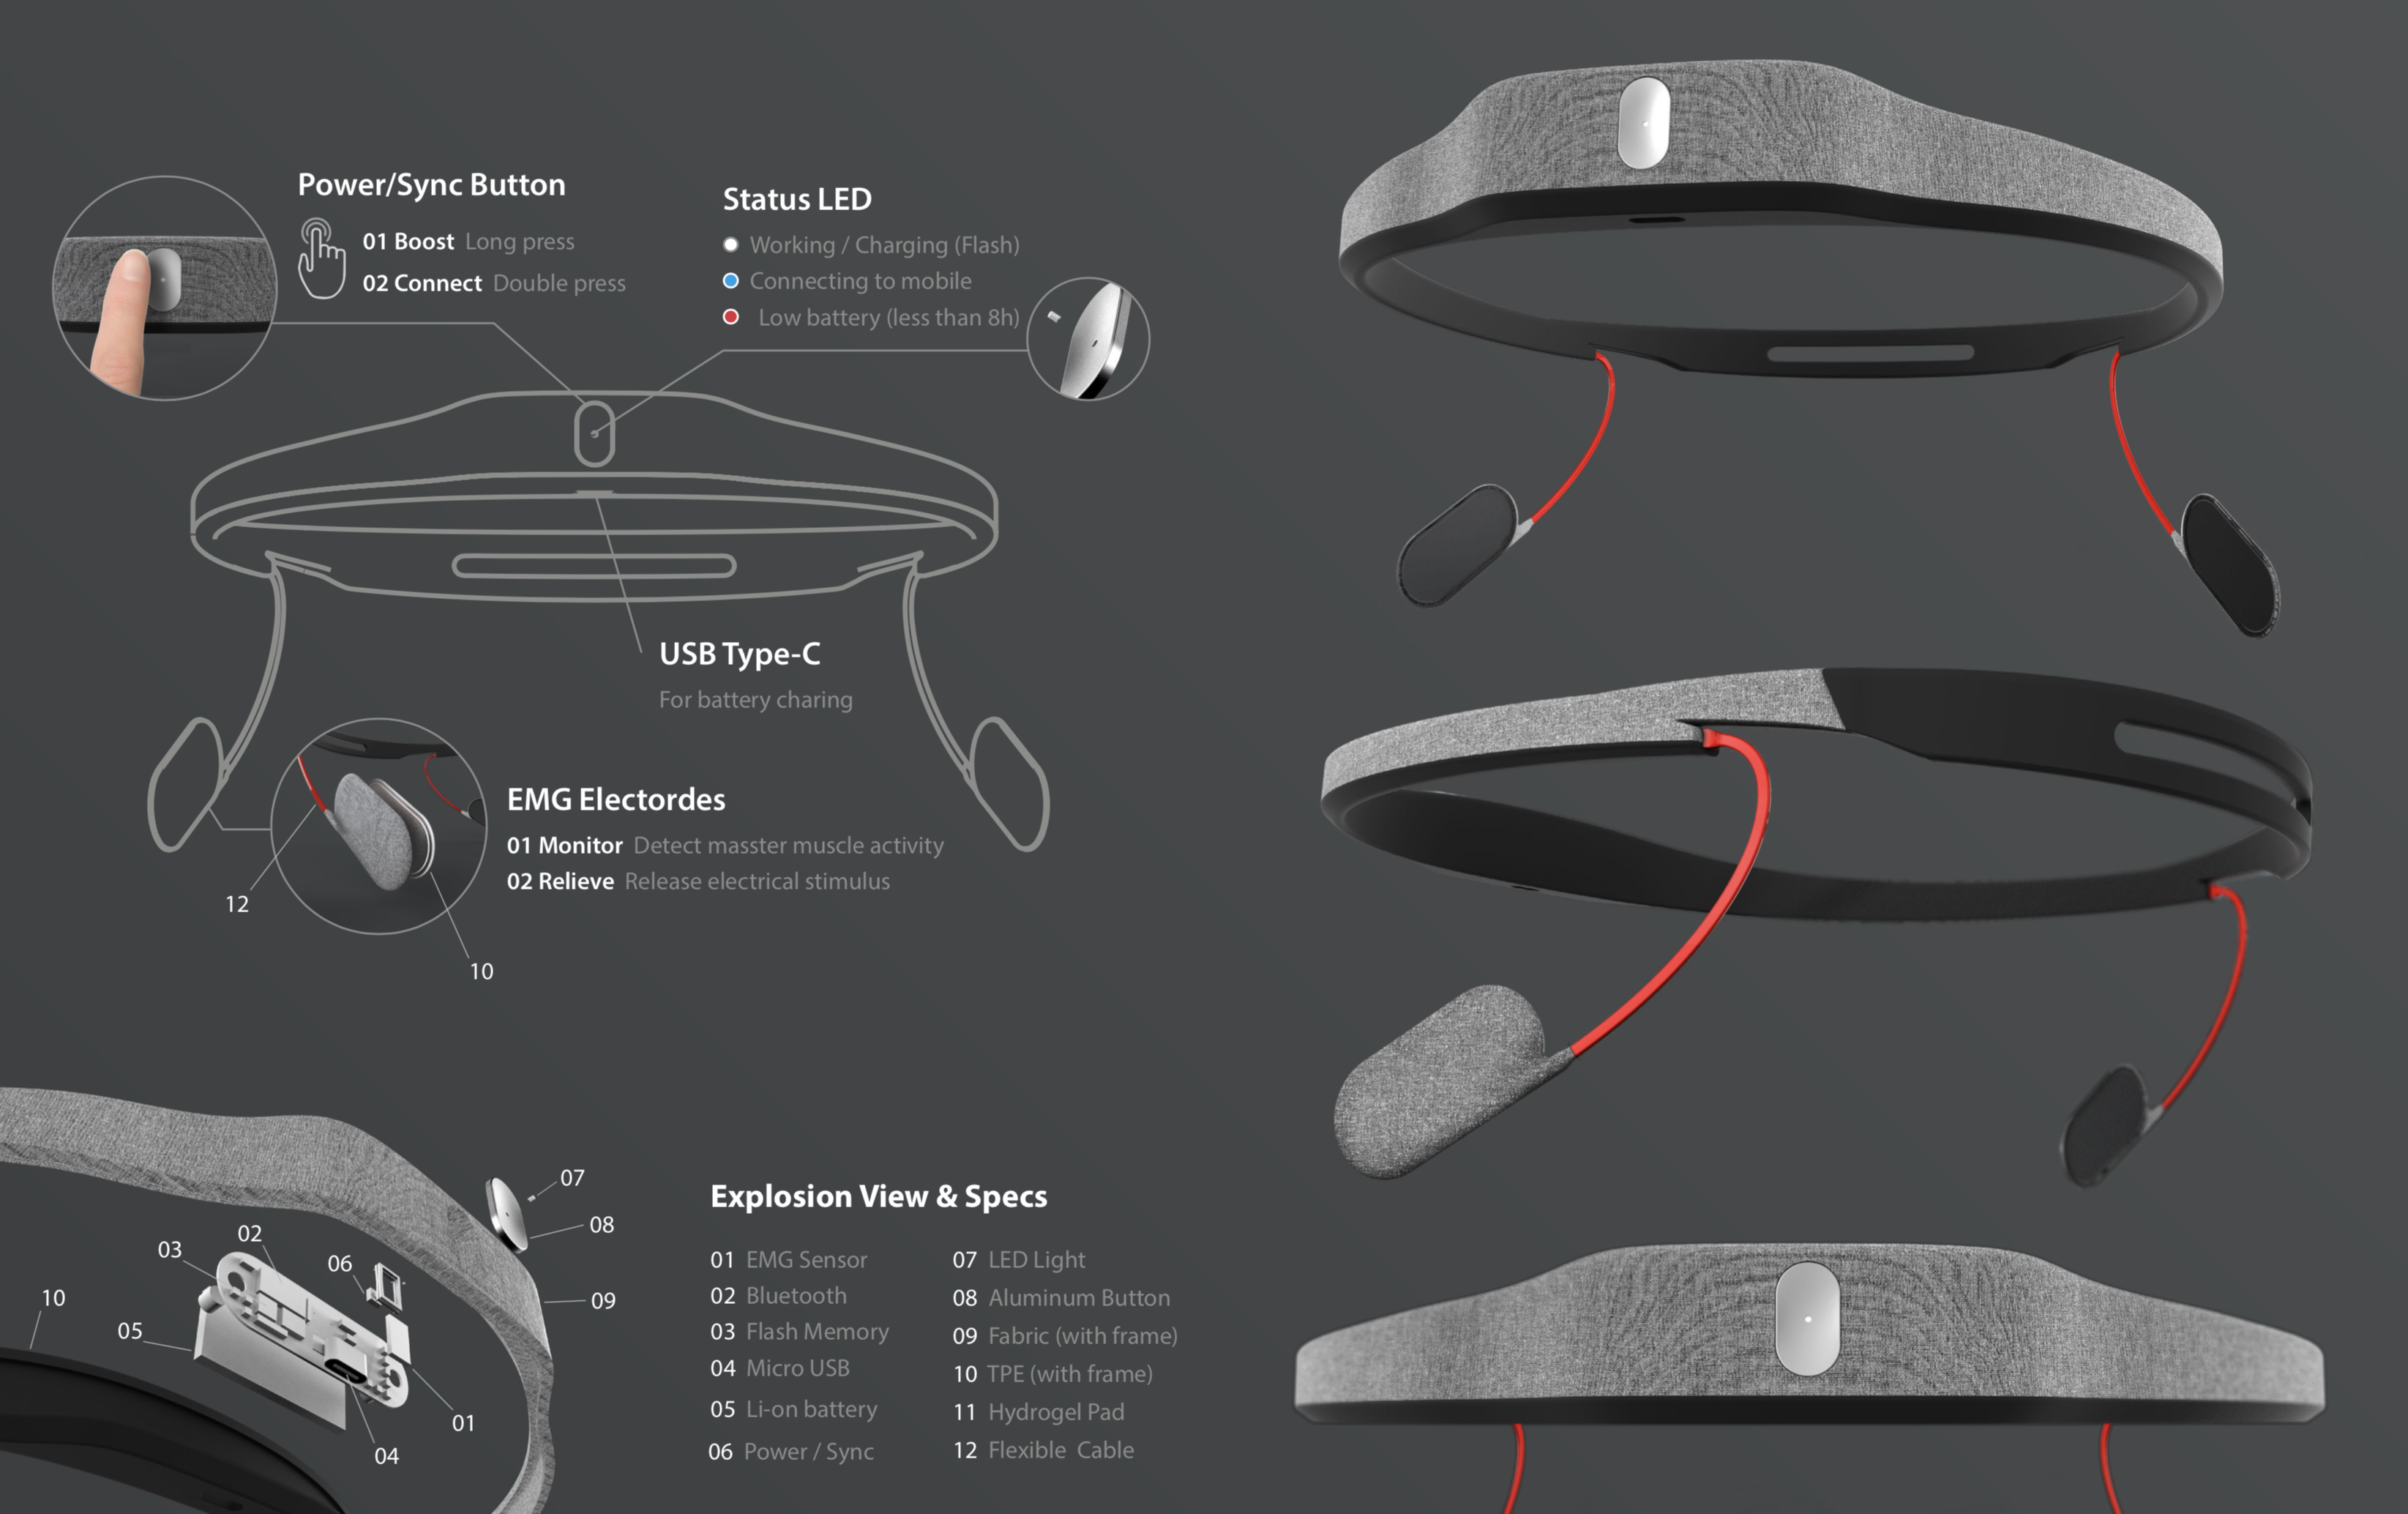 Power/Sync Button
01 Boost Long press
02 Connect Double press
Status LED
Working / Charging (Flash)
Connecting to mobile
Low battery (less than 8h)
USB Type-C
For battery charing
EMG Electordes
01 Monitor Detect masster muscle activity
02 Relieve Release electrical stimulus
12
10
07
08
02
03
06
09
10
05
01
04
Explosion View & Specs
01 EMG Sensor
02 Bluetooth
03 Flash Memory
04 Micro USB
05 Li-on battery
06 Power / Sync
07 LED Light
08 Aluminum Button
09 Fabric (with frame)
10 TPE (with frame)
11 Hydrogel Pad
12 Flexible Cable